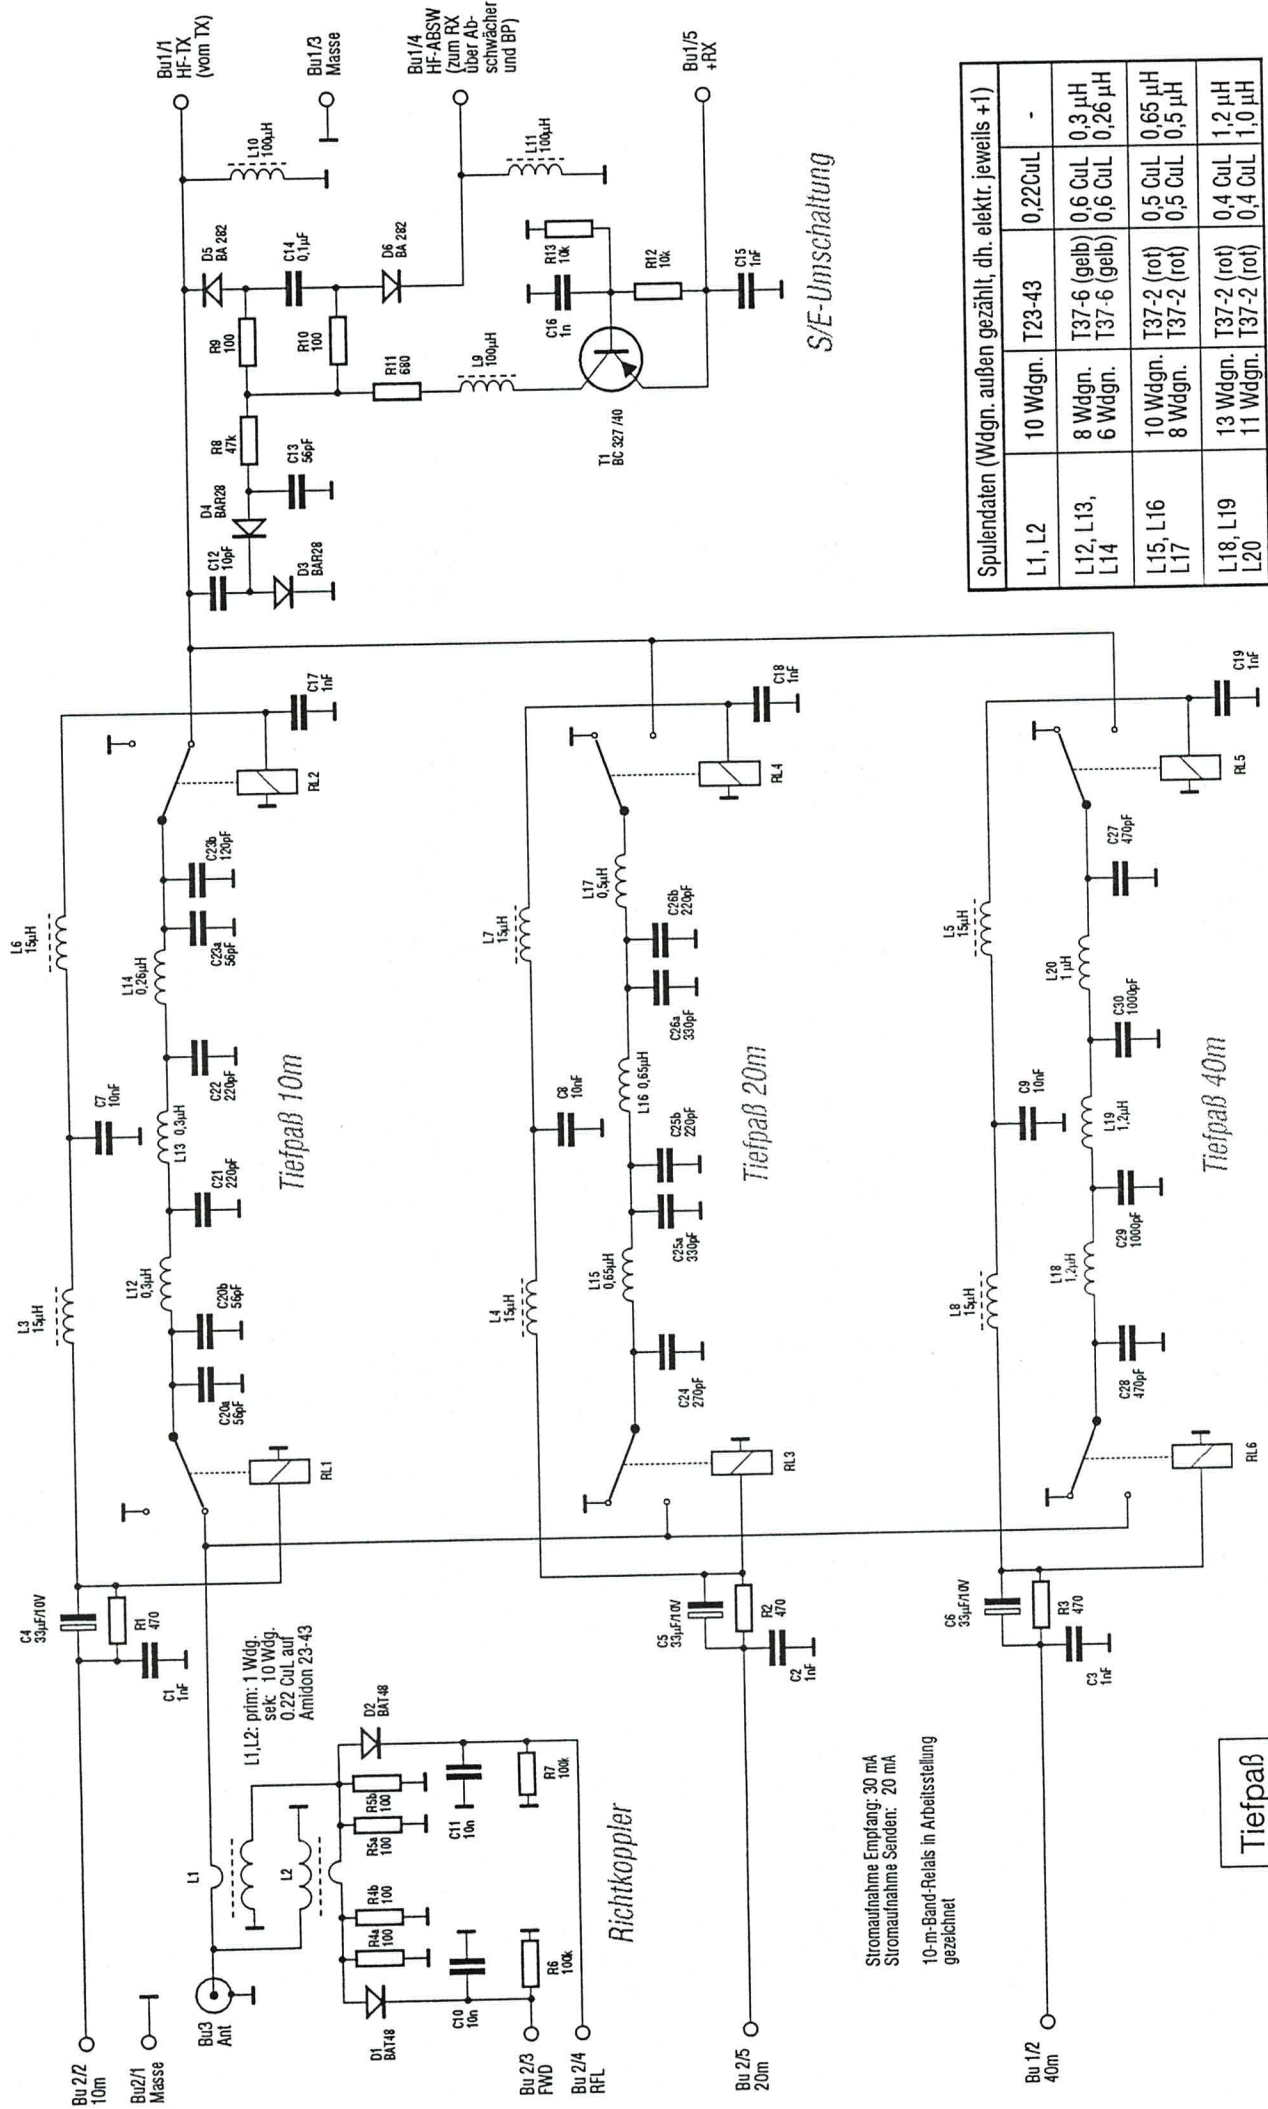 Bu 2/2
10m
Bu2/1
Masse
Bu3
Ant
Bu 2/3
FWD
Bu 2/4
RFL
Bu 2/5
20m
Bu 1/2
40m
C4
33µF/10V
R1
470
C1
1nF
L1,L2: prim: 1 Wdg.
sek: 10 Wdg.
0.22 CuL auf
Amidon 23-43
L1
L2
D1
BAT48
D2
BAT48
R4a
100
R4b
100
R5a
100
R5b
100
C10
10n
C11
10n
R6
100k
R7
100k
Richtkoppler
L3
15µH
C7
10nF
L6
15µH
RL1
C20a
56pF
C20b
56pF
L12
0,3µH
C21
220pF
L13 0,3µH
C22
220pF
L14
0,26µH
C23a
56pF
C23b
120pF
RL2
C17
1nF
Tiefpaß 10m
C5
33µF/10V
R2
470
C2
1nF
L4
15µH
C8
10nF
L7
15µH
RL3
C24
270pF
L15
0,65µH
C25a
330pF
C25b
220pF
L16 0,65µH
C26a
330pF
C26b
220pF
L17
0,5µH
RL4
C18
1nF
Tiefpaß 20m
C6
33µF/10V
R3
470
C3
1nF
L8
15µH
C9
10nF
L5
15µH
RL6
C28
470pF
L18
1,2µH
C29
1000pF
L19
1,2µH
C30
1000pF
L20
1 µH
C27
470pF
RL5
C19
1nF
Tiefpaß 40m
C12
10pF
D3
BAR28
D4
BAR28
C13
56pF
R8
47k
R9
100
R10
100
D5
BA 282
C14
0,1µF
D6
BA 282
L10
100µH
L11
100µH
R11
680
L9
100µH
T1
BC 327 /40
C16
1n
R13
10k
R12
10k
C15
1nF
Bu1/1
HF-TX
(vom TX)
Bu1/3
Masse
Bu1/4
HF-ABSW
(zum RX
über Ab-
schwächer
und BP)
Bu1/5
+RX
S/E-Umschaltung
Stromaufnahme Empfang: 30 mA
Stromaufnahme Senden: 20 mA
10-m-Band-Relais in Arbeitsstellung
gezeichnet
Spulendaten (Wdgn. außen gezählt, dh. elektr. jeweils +1)
L1, L2 10 Wdgn. T23-43 0,22CuL -
L12, L13, 8 Wdgn. T37-6 (gelb) 0,6 CuL 0,3 µH
L14 6 Wdgn. T37-6 (gelb) 0,6 CuL 0,26 µH
L15, L16 10 Wdgn. T37-2 (rot) 0,5 CuL 0,65 µH
L17 8 Wdgn. T37-2 (rot) 0,5 CuL 0,5 µH
L18, L19 13 Wdgn. T37-2 (rot) 0,4 CuL 1,2 µH
L20 11 Wdgn. T37-2 (rot) 0,4 CuL 1,0 µH
Tiefpaß